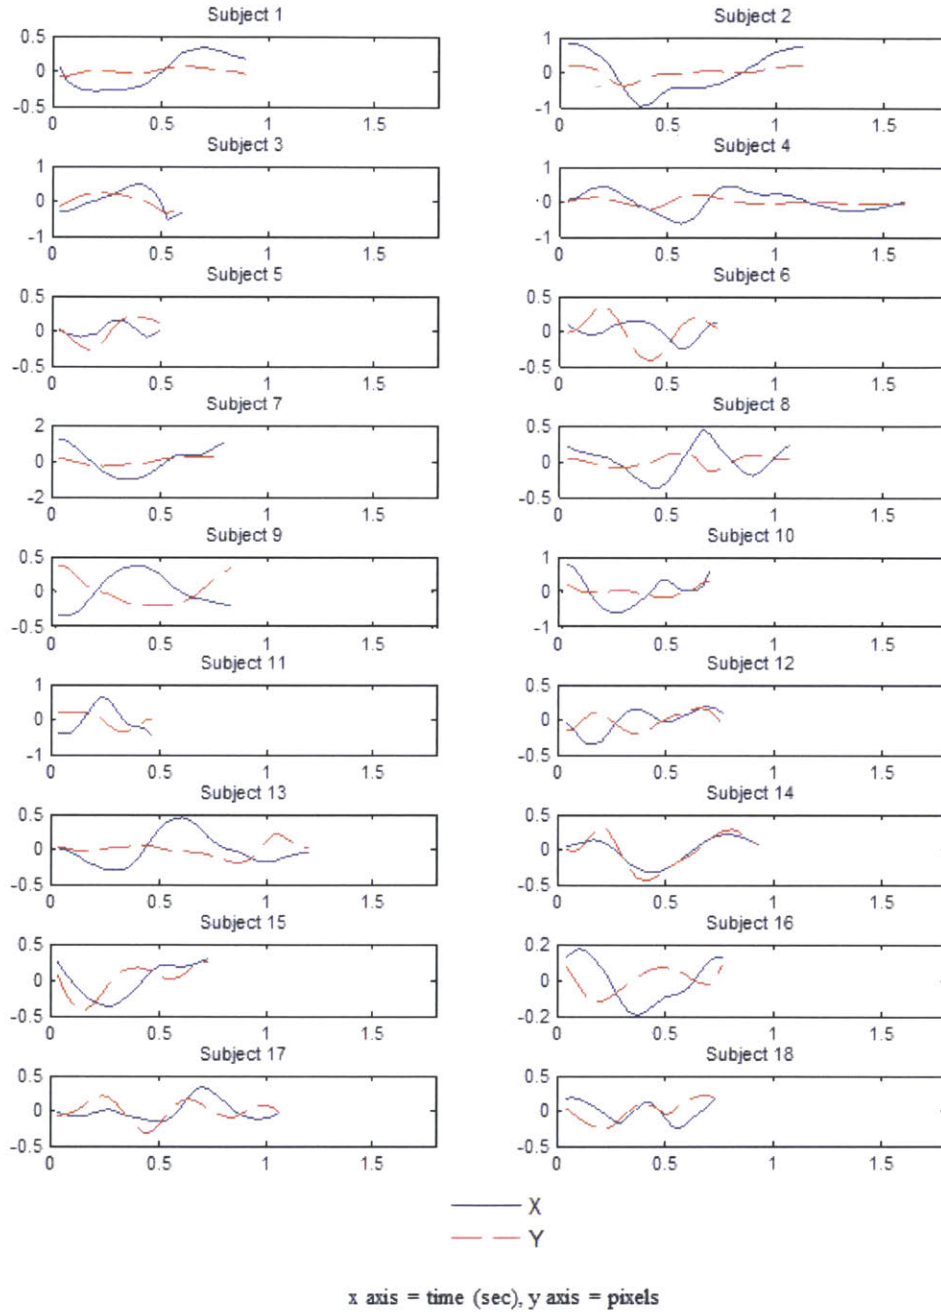 Subject 1 Subject 2
0.5 1
0 0
-0.5 -1
0 0.5 1 1.5 0 0.5 1 1.5
Subject 3 Subject 4
1 1
0 0
-1 -1
0 0.5 1 1.5 0 0.5 1 1.5
Subject 5 Subject 6
0.5 0.5
0 0
-0.5 -0.5
0 0.5 1 1.5 0 0.5 1 1.5
Subject 7 Subject 8
2 0.5
0 0
-2 -0.5
0 0.5 1 1.5 0 0.5 1 1.5
Subject 9 Subject 10
0.5 1
0 0
-0.5 -1
0 0.5 1 1.5 0 0.5 1 1.5
Subject 11 Subject 12
1 0.5
0 0
-1 -0.5
0 0.5 1 1.5 0 0.5 1 1.5
Subject 13 Subject 14
0.5 0.5
0 0
-0.5 -0.5
0 0.5 1 1.5 0 0.5 1 1.5
Subject 15 Subject 16
0.5 0.2
0 0
-0.5 -0.2
0 0.5 1 1.5 0 0.5 1 1.5
Subject 17 Subject 18
0.5 0.5
0 0
-0.5 -0.5
0 0.5 1 1.5 0 0.5 1 1.5
X
Y
x axis = time (sec), y axis = pixels